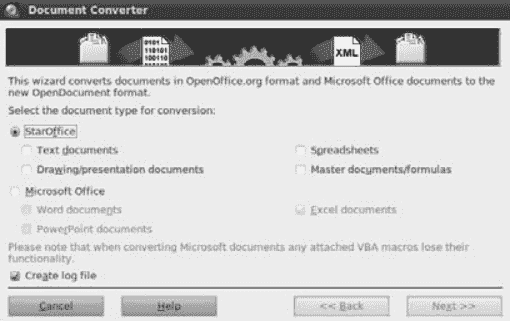 Document Converter
0101
110101
100110
XML
This wizard converts documents in OpenOffice.org format and Microsoft Office documents to the
new OpenDocument format.
Select the document type for conversion:
StarOffice
Text documents
Spreadsheets
Drawing/presentation documents
Master documents/formulas
Microsoft Office
Word documents
Excel documents
PowerPoint documents
Please note that when converting Microsoft documents any attached VBA macros lose their
functionality.
Create log file
Cancel
Help
<< Back
Next >>